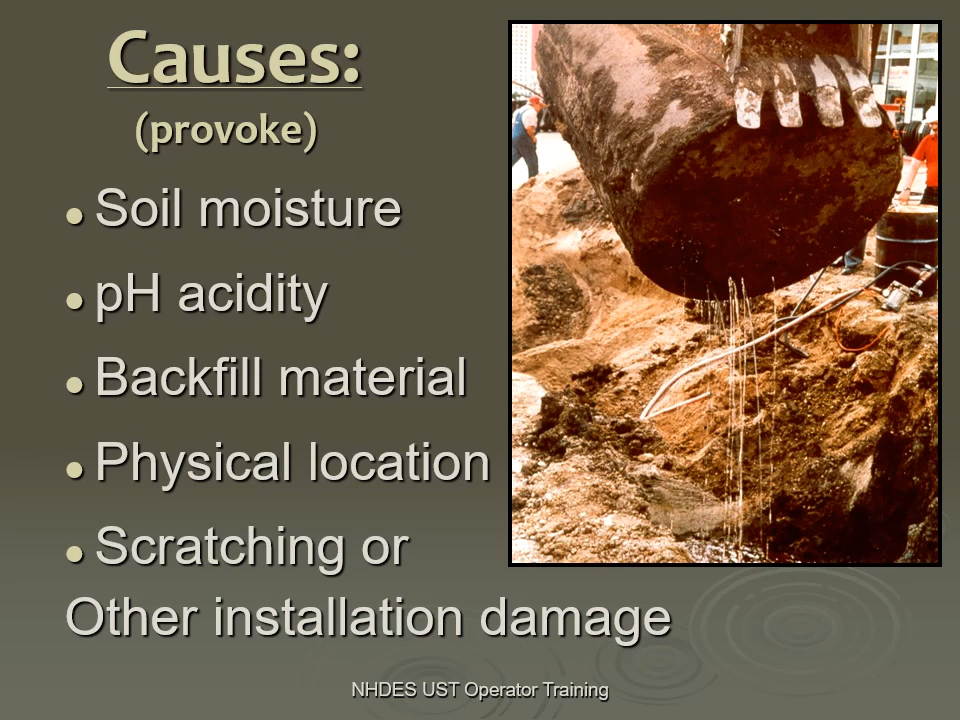 Causes:
(provoke)
Soil moisture
pH acidity
Backfill material
Physical location
Scratching or
Other installation damage
NHDES UST Operator Training